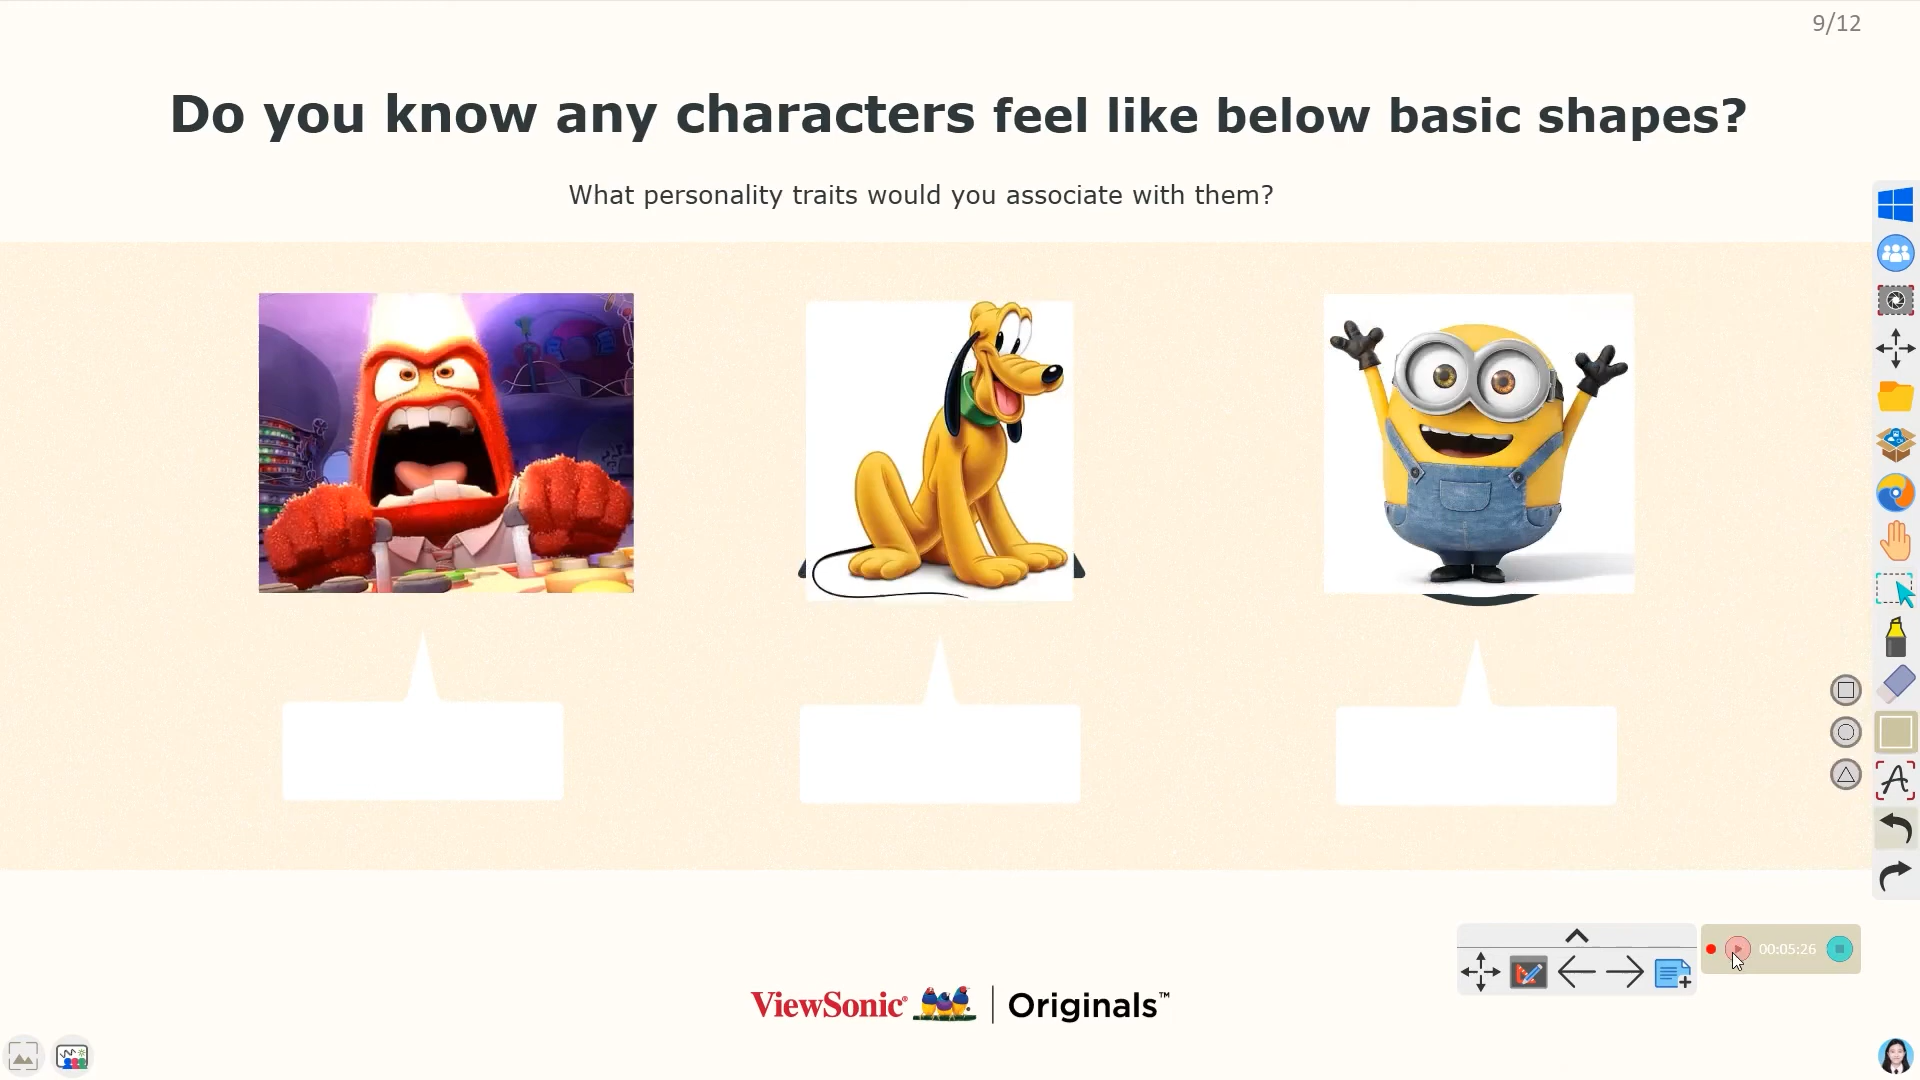 9/12
Do you know any characters feel like below basic shapes?
What personality traits would you associate with them?
00:05:26
ViewSonic® Originals™